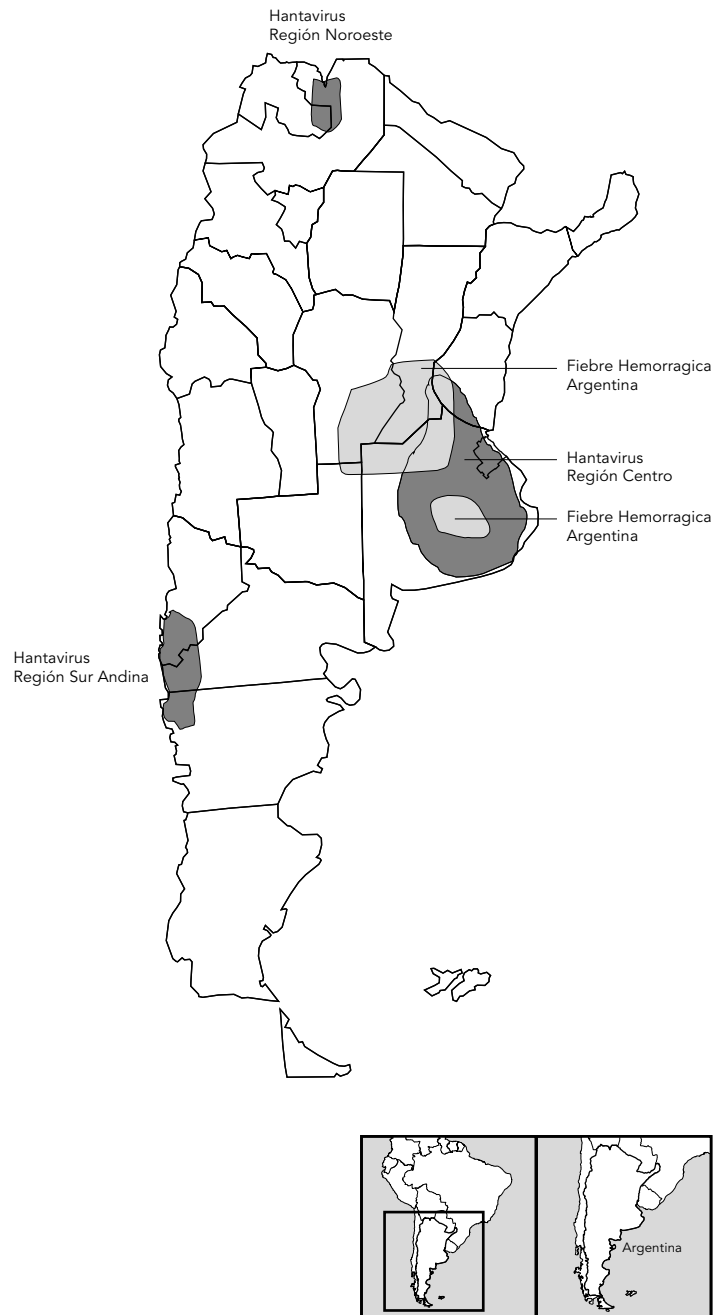 Hantavirus
Región Noroeste
Fiebre Hemorragica
Argentina
Hantavirus
Región Centro
Fiebre Hemorragica
Argentina
Hantavirus
Región Sur Andina
Argentina